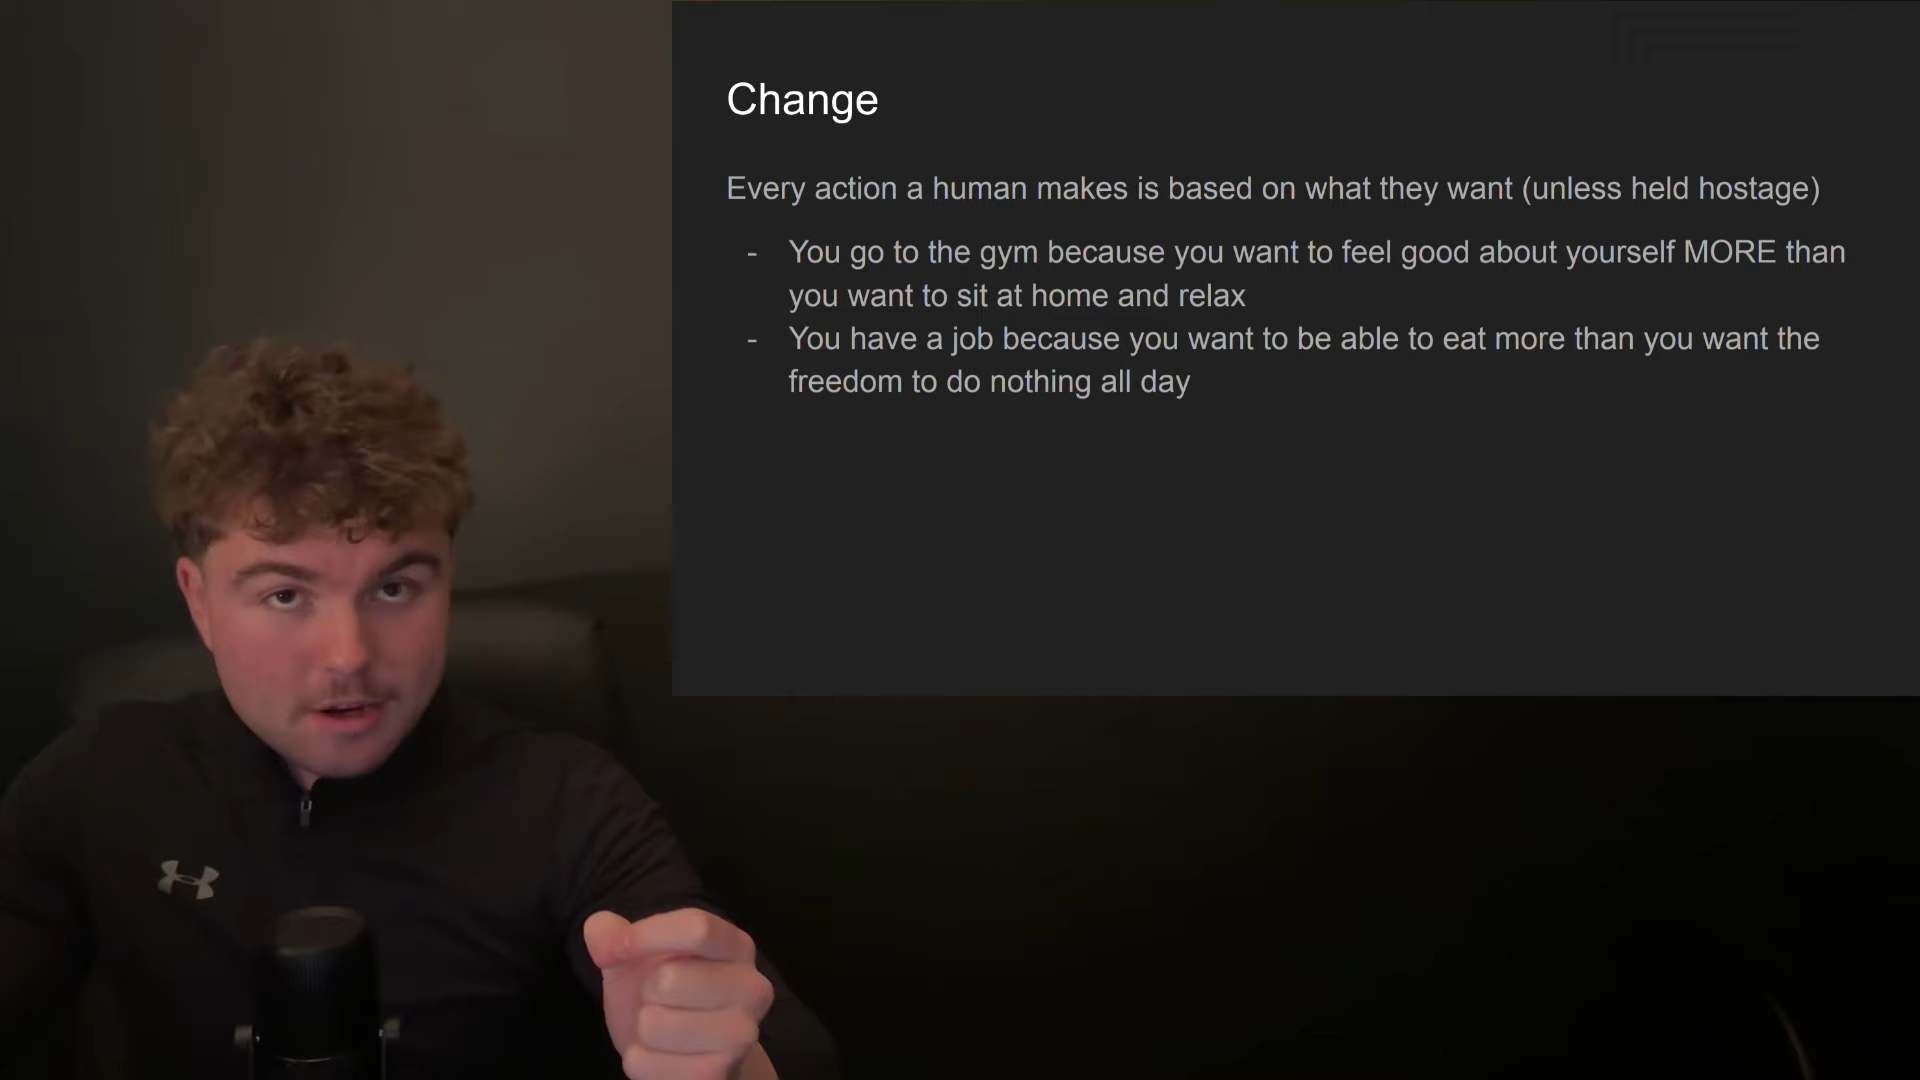 Change
Every action a human makes is based on what they want (unless held hostage)
- You go to the gym because you want to feel good about yourself MORE than
you want to sit at home and relax
- You have a job because you want to be able to eat more than you want the
freedom to do nothing all day